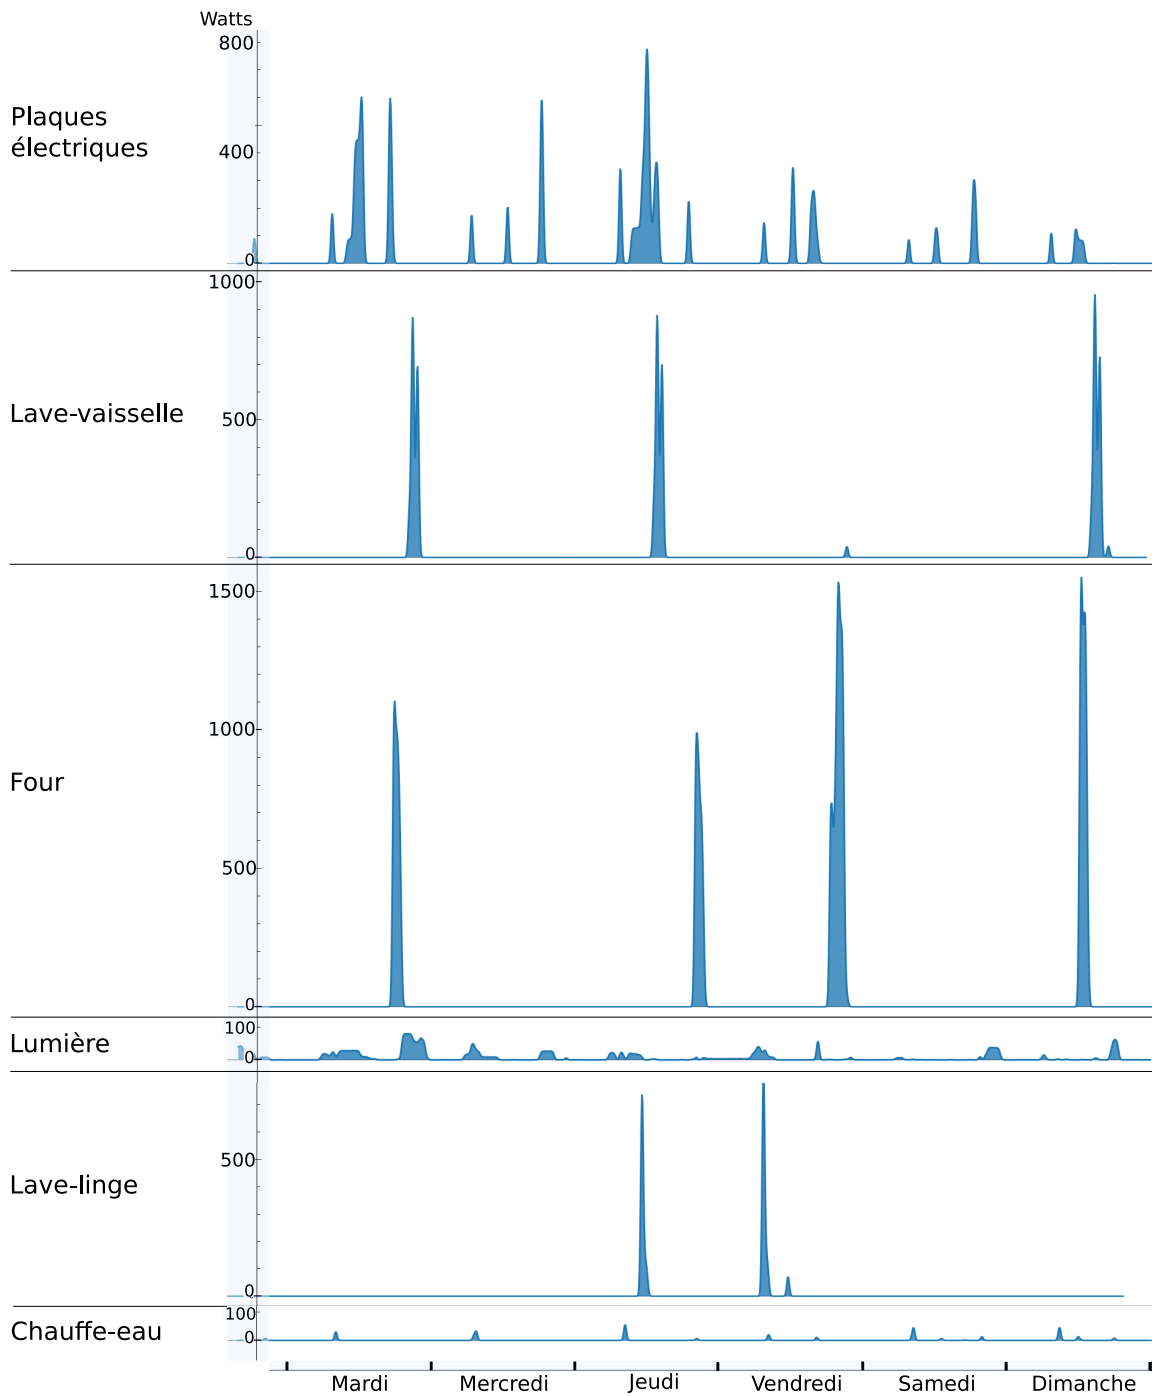 Watts
800
Plaques
électriques
400
0
1000
Lave-vaisselle
500
0
1500
1000
Four
500
0
100
Lumière
0
500
Lave-linge
0
100
Chauffe-eau
0
Mardi
Mercredi
Jeudi
Vendredi
Samedi
Dimanche